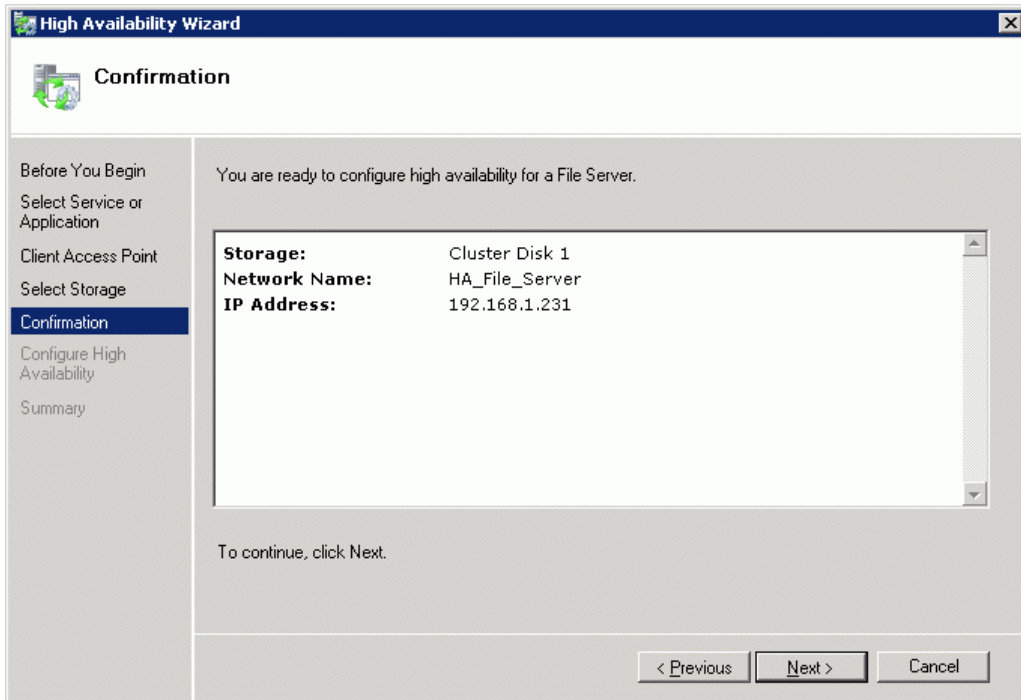 High Availability Wizard
Confirmation
Before You Begin
Select Service or
Application
Client Access Point
Select Storage
Confirmation
Configure High
Availability
Summary
You are ready to configure high availability for a File Server.
Storage: Cluster Disk 1
Network Name: HA_File_Server
IP Address: 192.168.1.231
To continue, click Next.
< Previous
Next >
Cancel